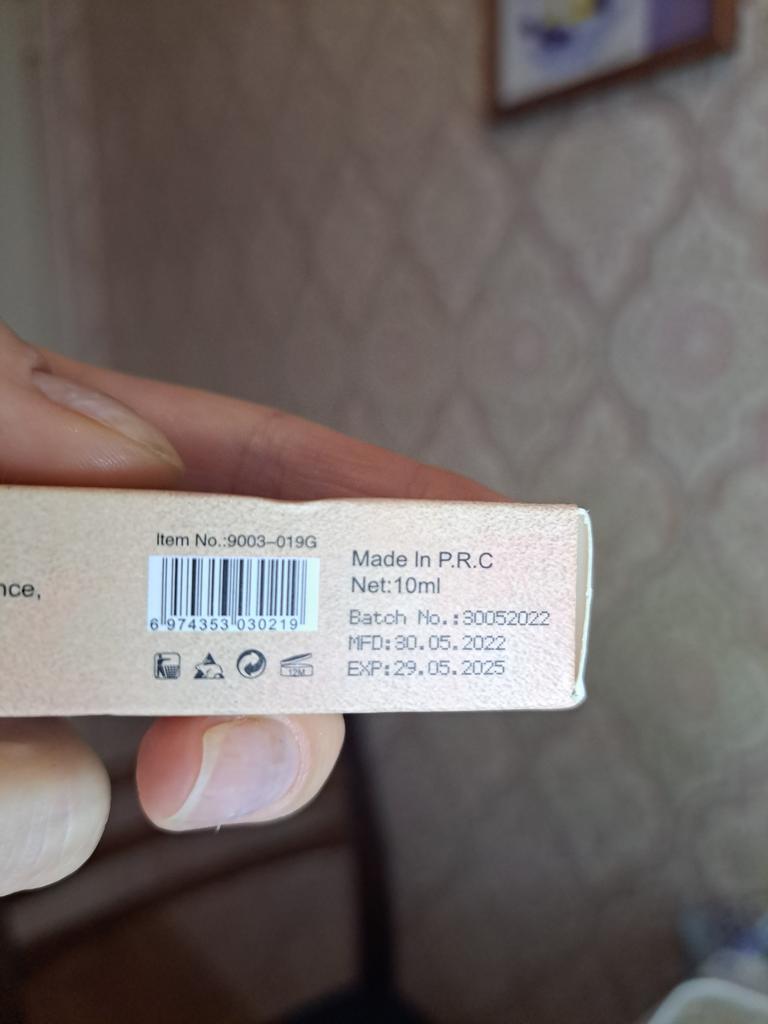 nce,
Item No.:9003–019G
6 974353 030219
12M
Made In P.R.C
Net:10ml
Batch No.:30052022
MFD:30.05.2022
EXP:29.05.2025